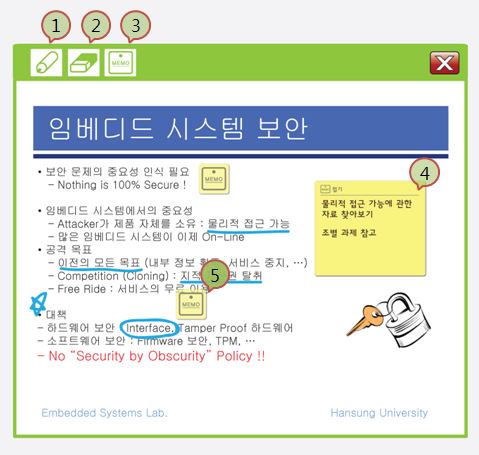 1 2 3
MEMO
임베디드 시스템 보안
• 보안 문제의 중요성 인식 필요
– Nothing is 100% Secure !
MEMO
4
접기
물리적 접근 가능에 관한
자료 찾아보기
조별 과제 참고
• 임베디드 시스템에서의 중요성
– Attacker가 제품 자체를 소유 : 물리적 접근 가능
– 많은 임베디드 시스템이 이제 On-Line
• 공격 목표
– 이전의 모든 목표 (내부 정보 서비스 중지, …)
– Competition (Cloning) : 탈취
5
– Free Ride : 서비스의 무료
MEMO
• 대책
– 하드웨어 보안 : Interface, Tamper Proof 하드웨어
– 소프트웨어 보안 : Firmware 보안, TPM, …
– No “Security by Obscurity” Policy !!
Embedded Systems Lab.
Hansung University